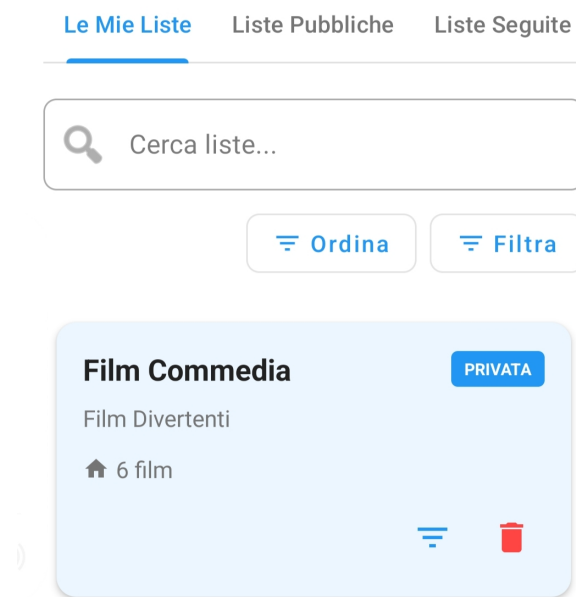 Le Mie Liste Liste Pubbliche Liste Seguite
Cerca liste...
Ordina Filtra
Film Commedia PRIVATA
Film Divertenti
6 film